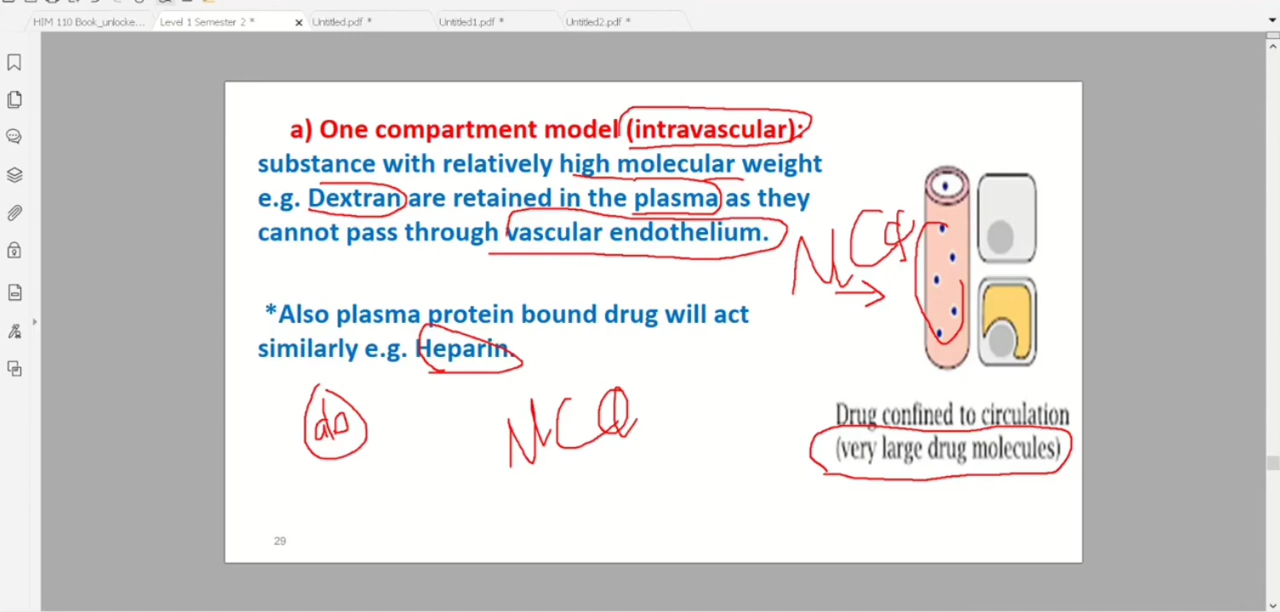 HIM 110 Book_unlocke... Level 1 Semester 2 * Untitled.pdf * Untitled1.pdf * Untitled2.pdf *
a) One compartment model (intravascular):
substance with relatively high molecular weight
e.g. Dextran are retained in the plasma as they
cannot pass through vascular endothelium.
MCQ
*Also plasma protein bound drug will act
similarly e.g. Heparin.
MCQ
Drug confined to circulation
(very large drug molecules)
29